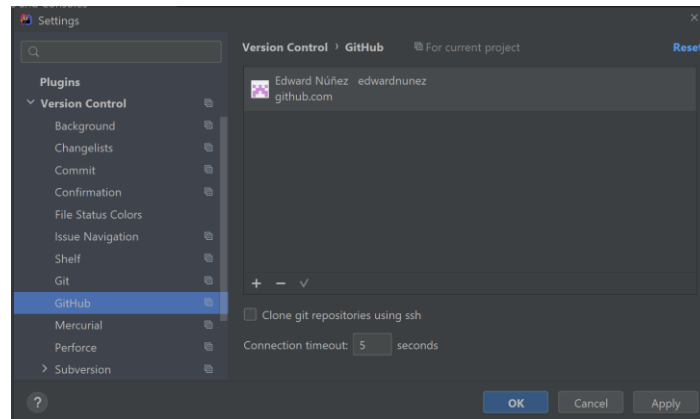 Settings
Version Control › GitHub For current project Reset
Plugins
Version Control
Background
Changelists
Commit
Confirmation
File Status Colors
Issue Navigation
Shelf
Git
GitHub
Mercurial
Perforce
Subversion
Edward Núñez edwardnunez
github.com
Clone git repositories using ssh
Connection timeout: 5 seconds
?
OK Cancel Apply